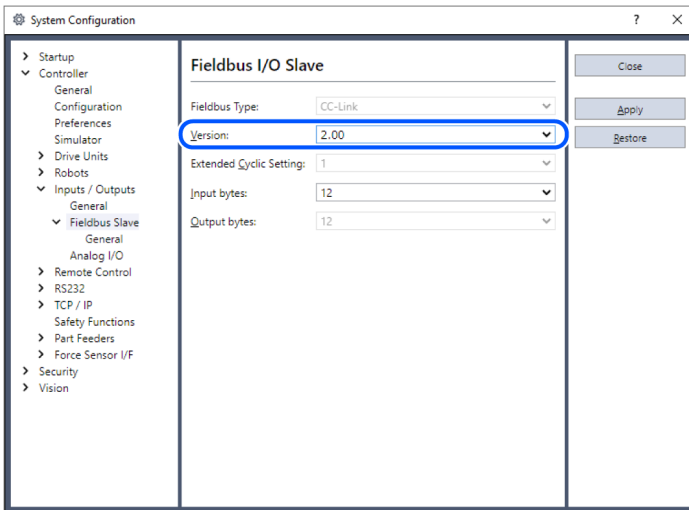 System Configuration
?
Startup
Controller
General
Configuration
Preferences
Simulator
Drive Units
Robots
Inputs / Outputs
General
Fieldbus Slave
General
Analog I/O
Remote Control
RS232
TCP / IP
Safety Functions
Part Feeders
Force Sensor I/F
Security
Vision
Fieldbus I/O Slave
Fieldbus Type: CC-Link
Version: 2.00
Extended Cyclic Setting: 1
Input bytes: 12
Output bytes: 12
Close
Apply
Restore